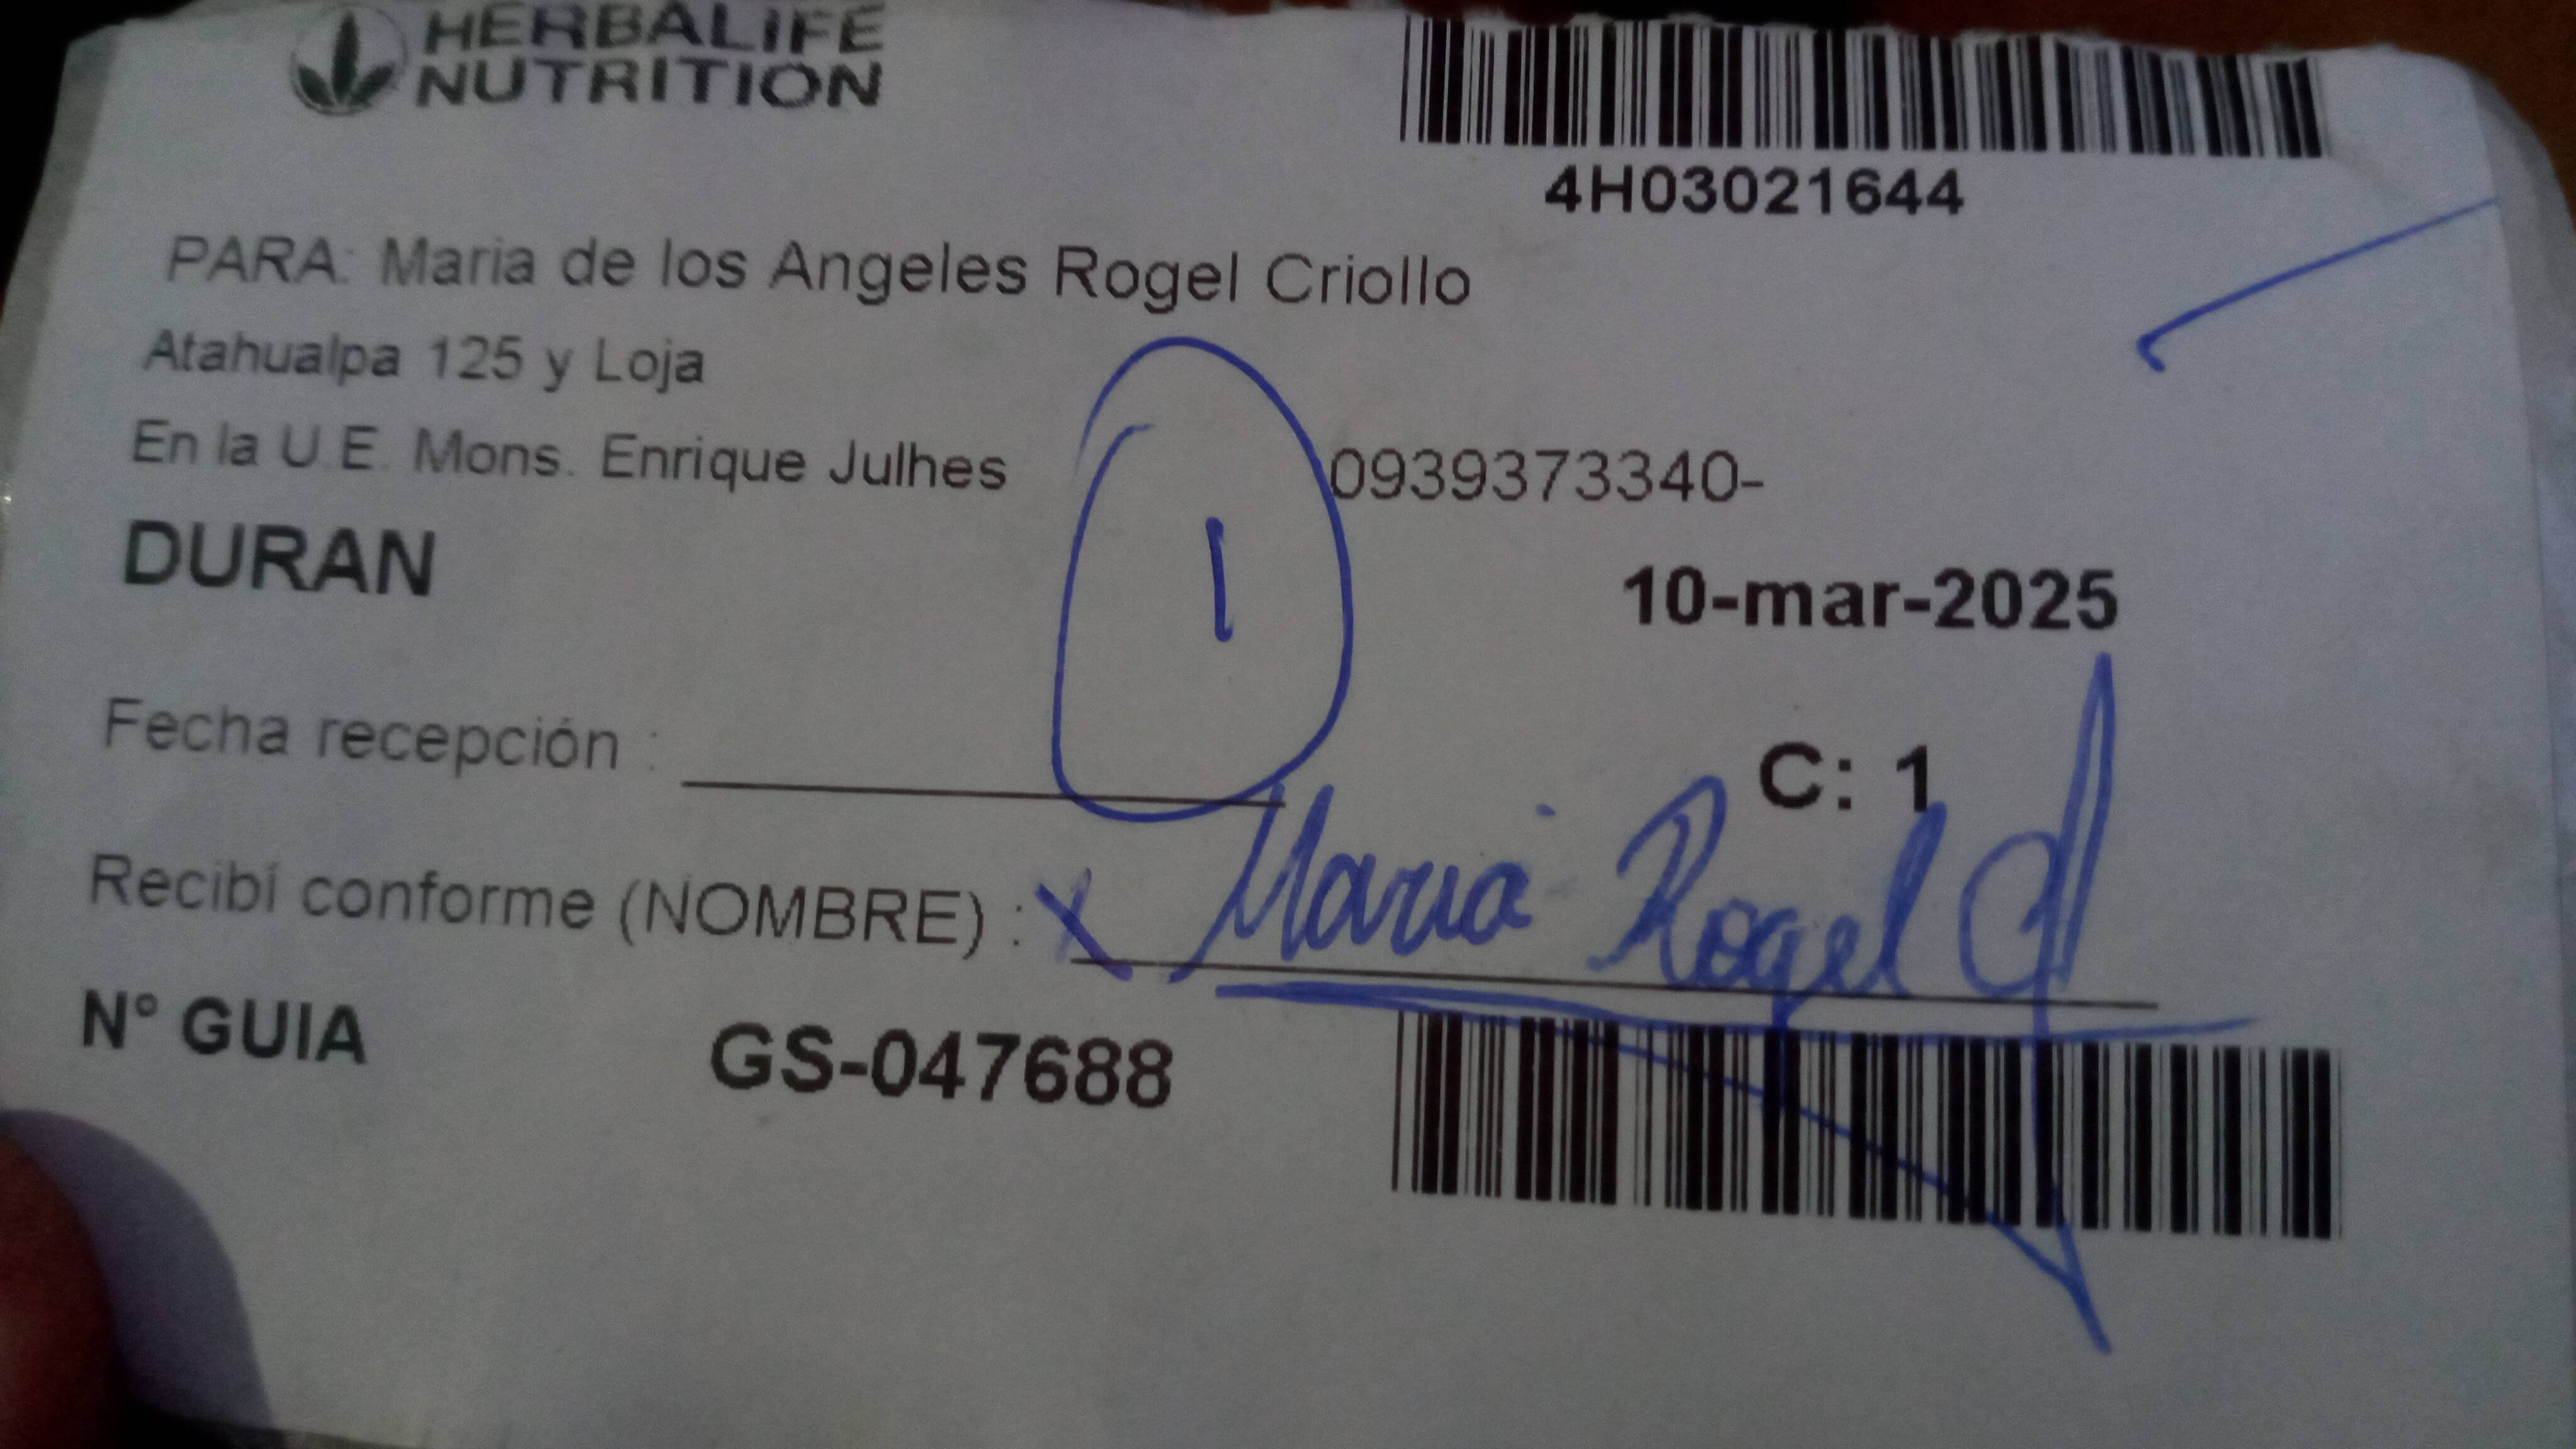 HERBALIFE
NUTRITION
4H03021644
PARA: Maria de los Angeles Rogel Criollo
Atahualpa 125 y Loja
En la U.E. Mons. Enrique Julhes 0939373340-
DURAN
1
10-mar-2025
Fecha recepción :
C: 1
Recibí conforme (NOMBRE) : x Maria Rogel C
N° GUIA GS-047688